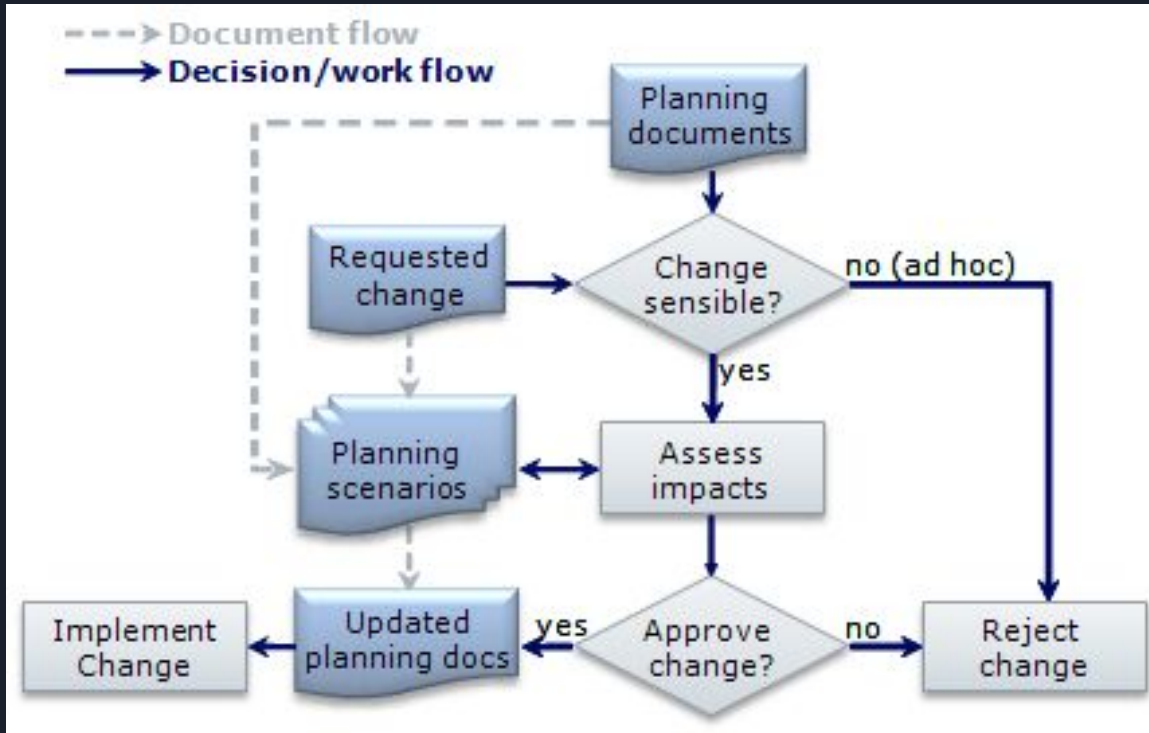 Document flow
Decision/work flow
Planning
documents
Requested
change
Change
sensible?
no (ad hoc)
yes
Planning
scenarios
Assess
impacts
Implement
Change
Updated
planning docs
yes
Approve
change?
no
Reject
change